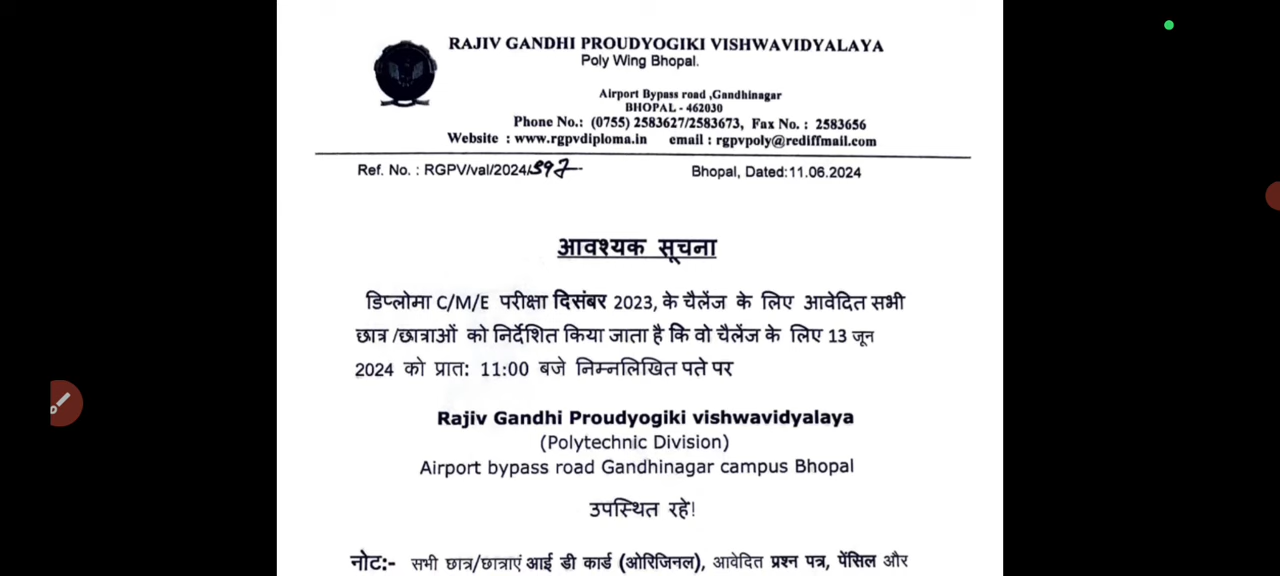 RAJIV GANDHI PROUDYOGIKI VISHWAVIDYALAYA
Poly Wing Bhopal.
Airport Bypass road ,Gandhinagar
BHOPAL - 462030
Phone No.: (0755) 2583627/2583673, Fax No. : 2583656
Website : www.rgpvdiploma.in email : rgpvpoly@rediffmail.com
Ref. No. : RGPV/val/2024/597 Bhopal, Dated:11.06.2024
आवश्यक सूचना
डिप्लोमा C/M/E परीक्षा दिसंबर 2023, के चैलेंज के लिए आवेदित सभी
छात्र /छात्राओं को निर्देशित किया जाता है कि वो चैलेंज के लिए 13 जून
2024 को प्रात: 11:00 बजे निम्नलिखित पते पर
Rajiv Gandhi Proudyogiki vishwavidyalaya
(Polytechnic Division)
Airport bypass road Gandhinagar campus Bhopal
उपस्थित रहे!
नोट:- सभी छात्र/छात्राएं आई डी कार्ड (ओरिजिनल), आवेदित प्रश्न पत्र, पेंसिल और